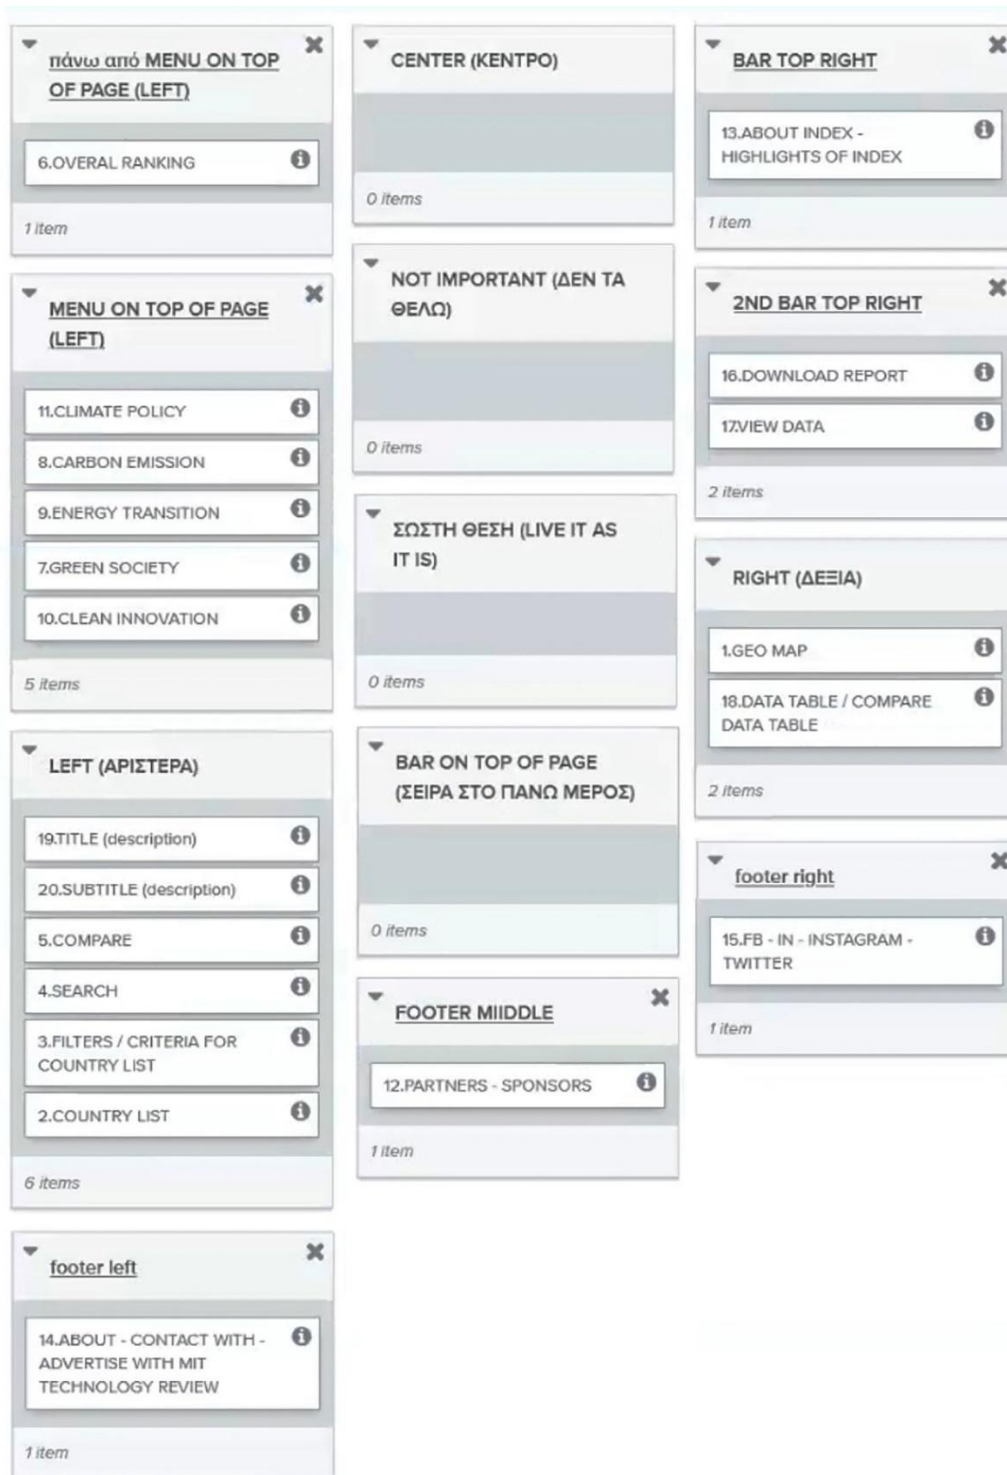 πάνω από MENU ON TOP
OF PAGE (LEFT)
6.OVERAL RANKING
1 item
MENU ON TOP OF PAGE
(LEFT)
11.CLIMATE POLICY
8.CARBON EMISSION
9.ENERGY TRANSITION
7.GREEN SOCIETY
10.CLEAN INNOVATION
5 items
LEFT (ΑΡΙΣΤΕΡΑ)
19.TITLE (description)
20.SUBTITLE (description)
5.COMPARE
4.SEARCH
3.FILTERS / CRITERIA FOR
COUNTRY LIST
2.COUNTRY LIST
6 items
footer left
14.ABOUT - CONTACT WITH -
ADVERTISE WITH MIT
TECHNOLOGY REVIEW
1 item
CENTER (ΚΕΝΤΡΟ)
0 items
NOT IMPORTANT (ΔΕΝ ΤΑ
ΘΕΛΩ)
0 items
ΣΩΣΤΗ ΘΕΣΗ (LIVE IT AS
IT IS)
0 items
BAR ON TOP OF PAGE
(ΣΕΙΡΑ ΣΤΟ ΠΑΝΩ ΜΕΡΟΣ)
0 items
FOOTER MIIDDLE
12.PARTNERS - SPONSORS
1 item
BAR TOP RIGHT
13.ABOUT INDEX -
HIGHLIGHTS OF INDEX
1 item
2ND BAR TOP RIGHT
16.DOWNLOAD REPORT
17.VIEW DATA
2 items
RIGHT (ΔΕΞΙΑ)
1.GEO MAP
18.DATA TABLE / COMPARE
DATA TABLE
2 items
footer right
15.FB - IN - INSTAGRAM -
TWITTER
1 item